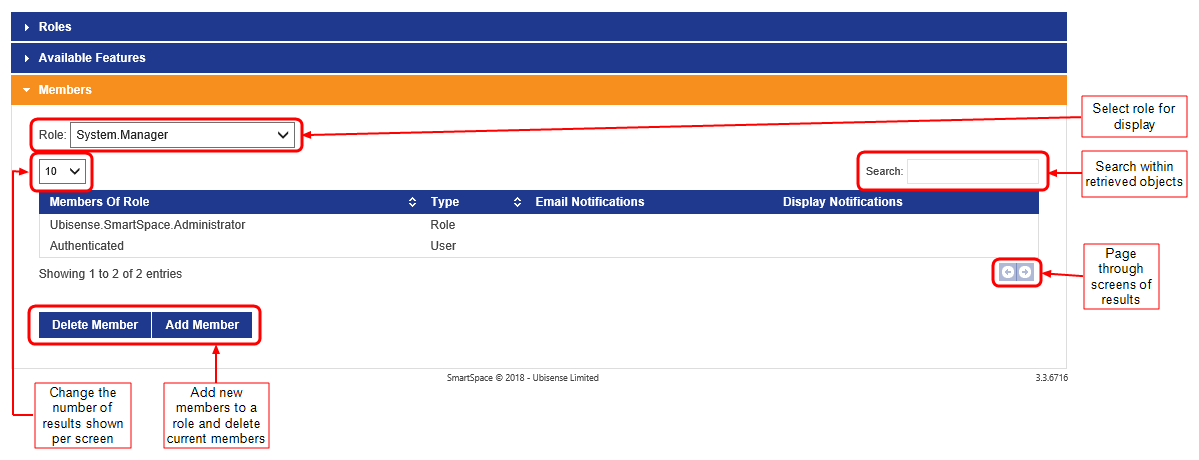 Roles
Available Features
Members
Select role for
display
Role: System.Manager
10
Search:
Search within
retrieved objects
Members Of Role Type Email Notifications Display Notifications
Ubisense.SmartSpace.Administrator Role
Authenticated User
Showing 1 to 2 of 2 entries
Page
through
screens of
results
Delete Member Add Member
SmartSpace © 2018 - Ubisense Limited 3.3.6716
Change the
number of
results shown
per screen
Add new
members to a
role and delete
current members